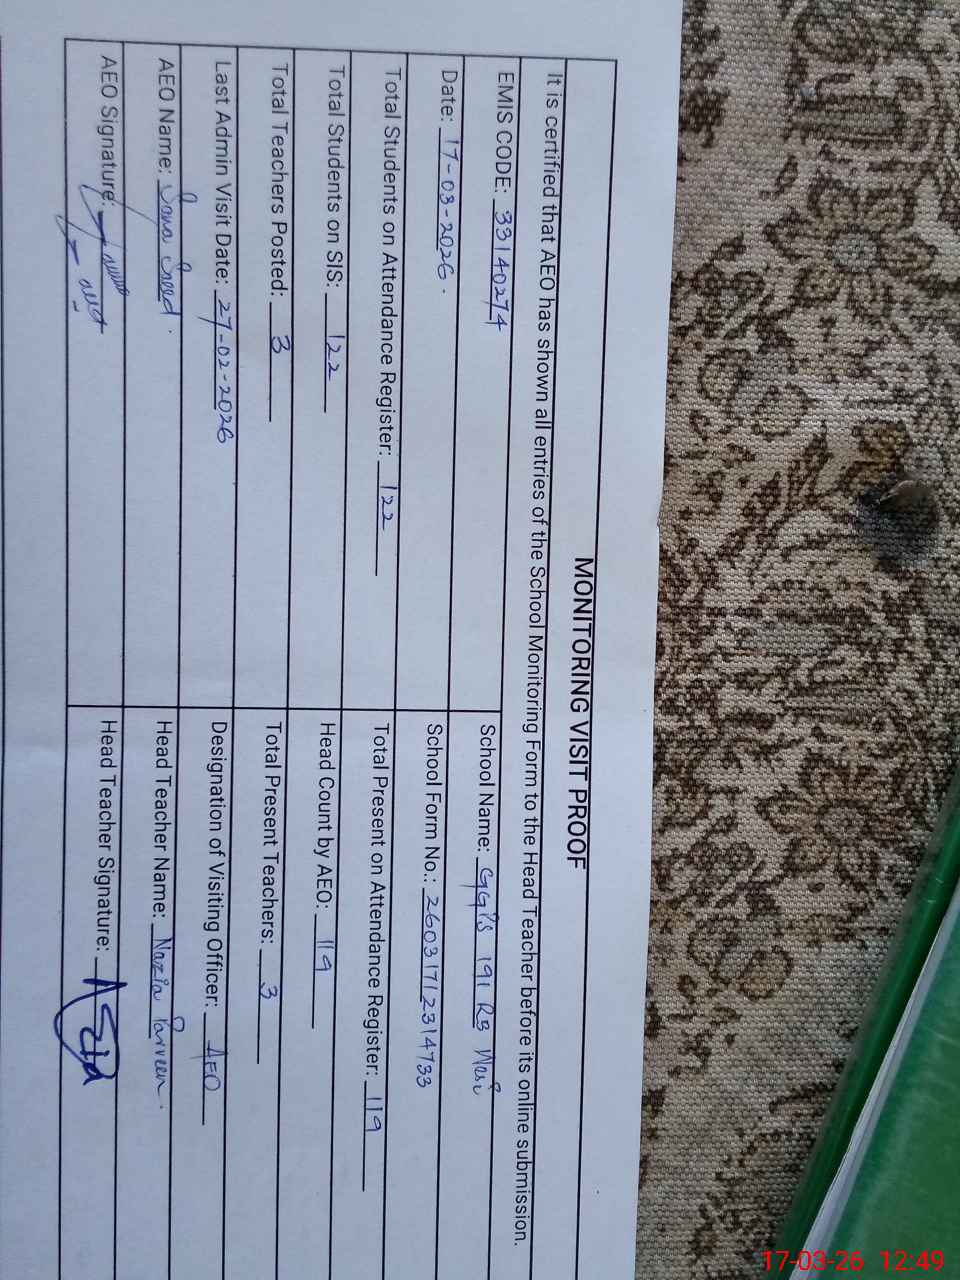 MONITORING VISIT PROOF
It is certified that AEO has shown all entries of the School Monitoring Form to the Head Teacher before its online submission.
EMIS CODE: 33140274
School Name: GGPS 191 RB West
Date: 17-03-2026.
School Form No.: 26031712314733
Total Students on Attendance Register: 122
Total Present on Attendance Register: 119
Total Students on SIS: 122
Head Count by AEO: 119
Total Teachers Posted: 3
Total Present Teachers: 3
Last Admin Visit Date: 27-02-2026
Designation of Visiting Officer: AEO
AEO Name: Sana Saeed.
Head Teacher Name: Nazia Parveen.
AEO Signature:
Head Teacher Signature:
17-03-26 12:49